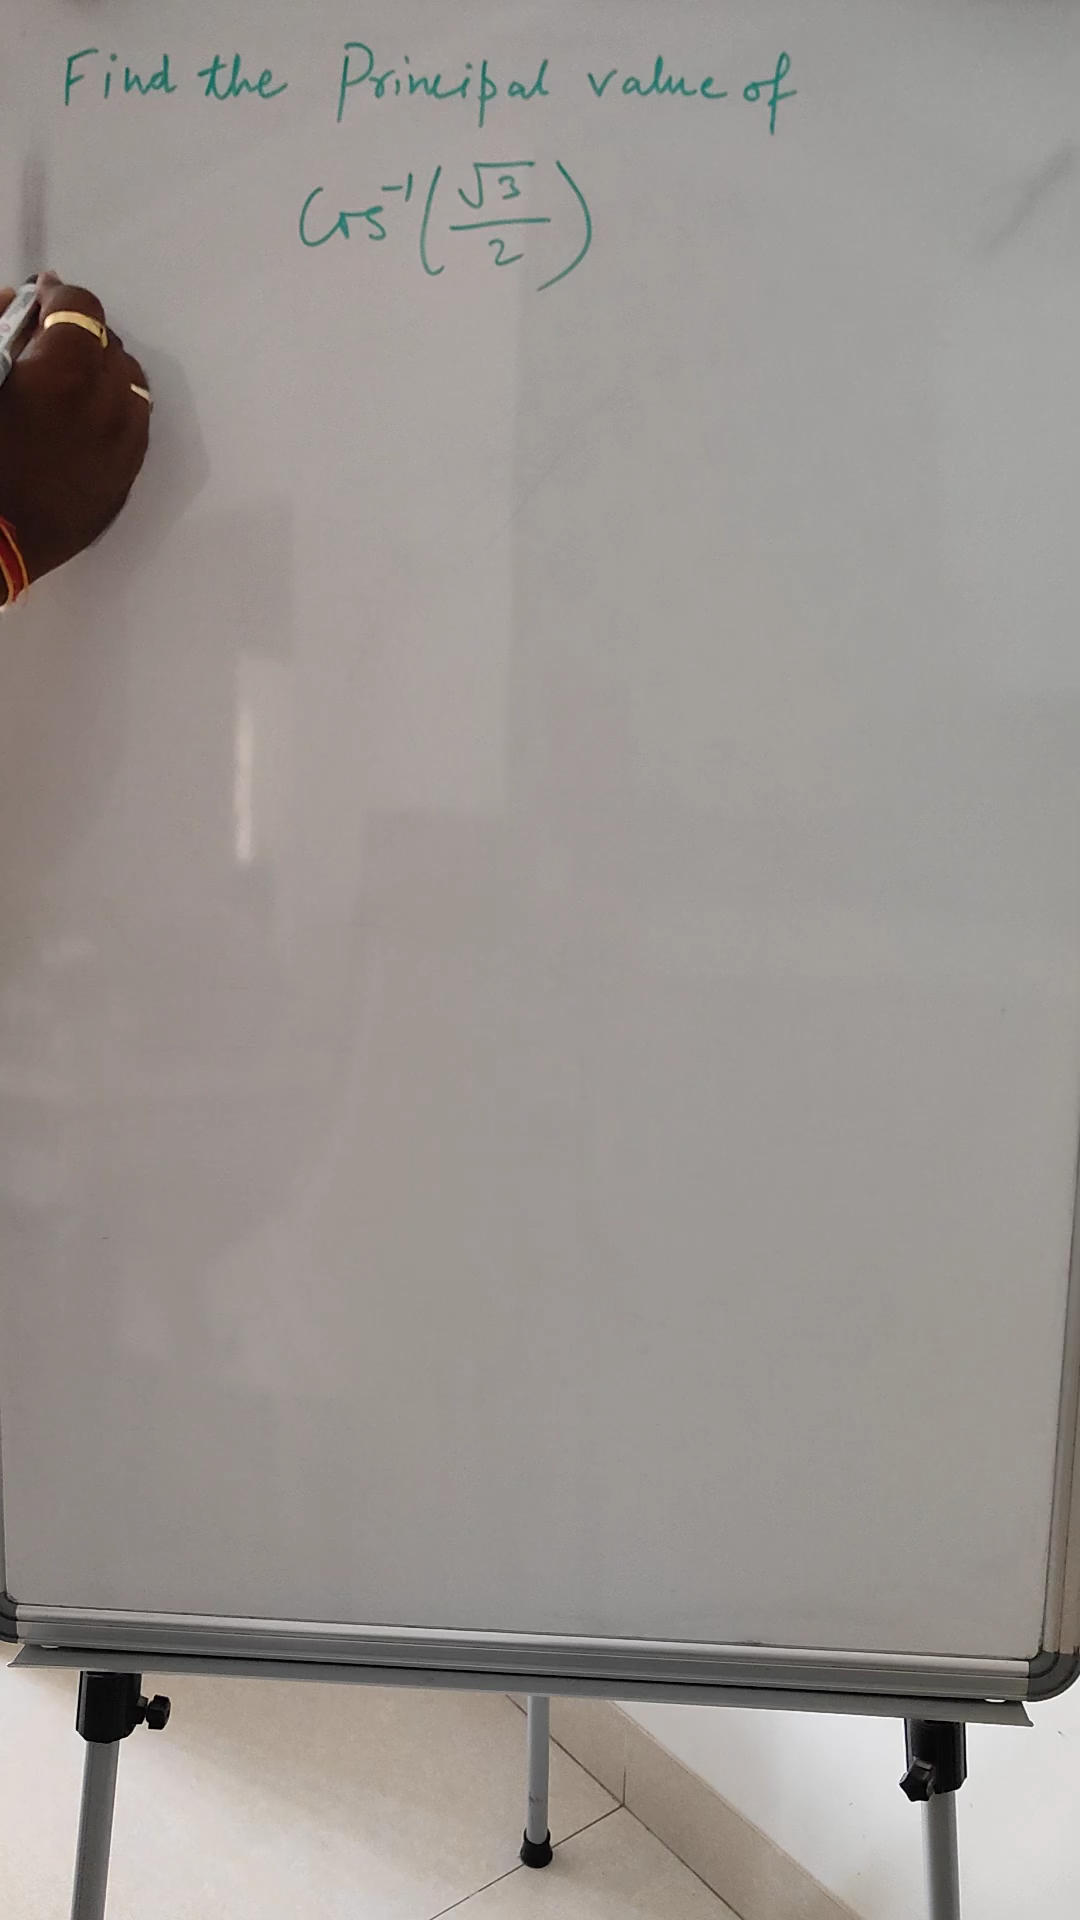 Find the Principal value of
Cos⁻¹(√3/2)